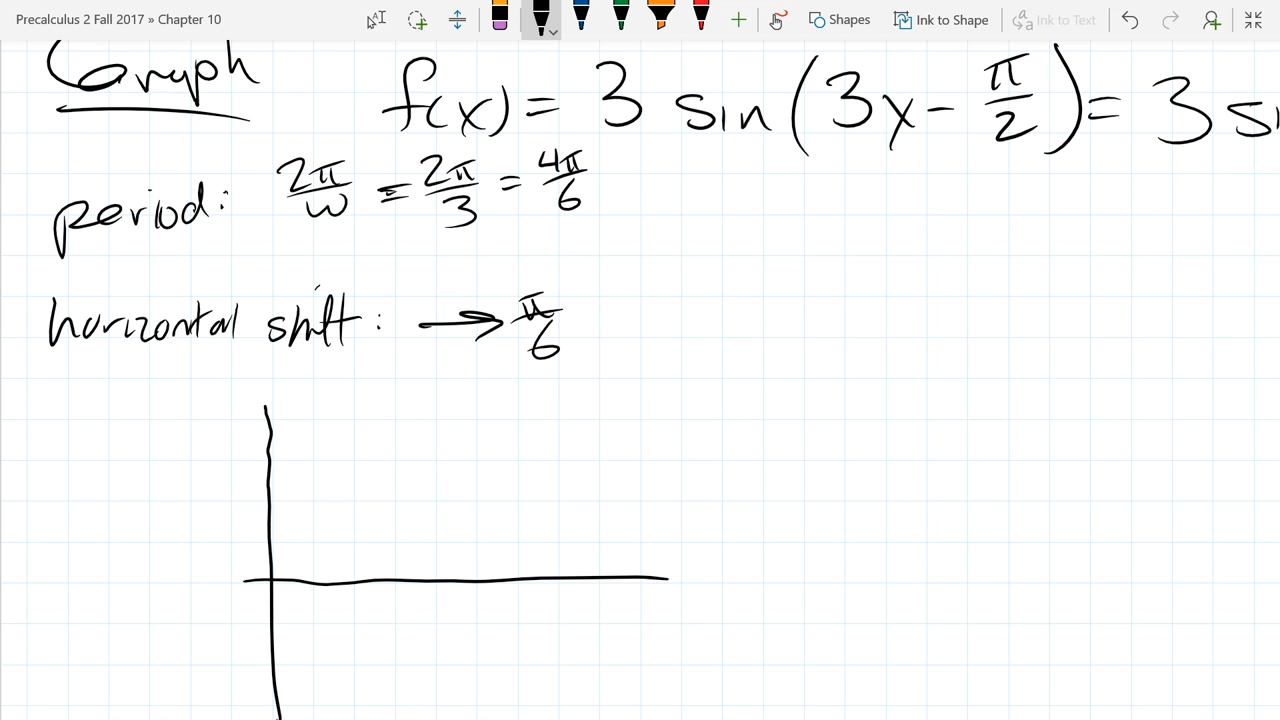 Precalculus 2 Fall 2017 » Chapter 10
Shapes
Ink to Shape
Ink to Text
Graph f(x) = 3 sin(3x - π/2) = 3 si
period: 2π/ω = 2π/3 = 4π/6
horizontal shift: → π/6